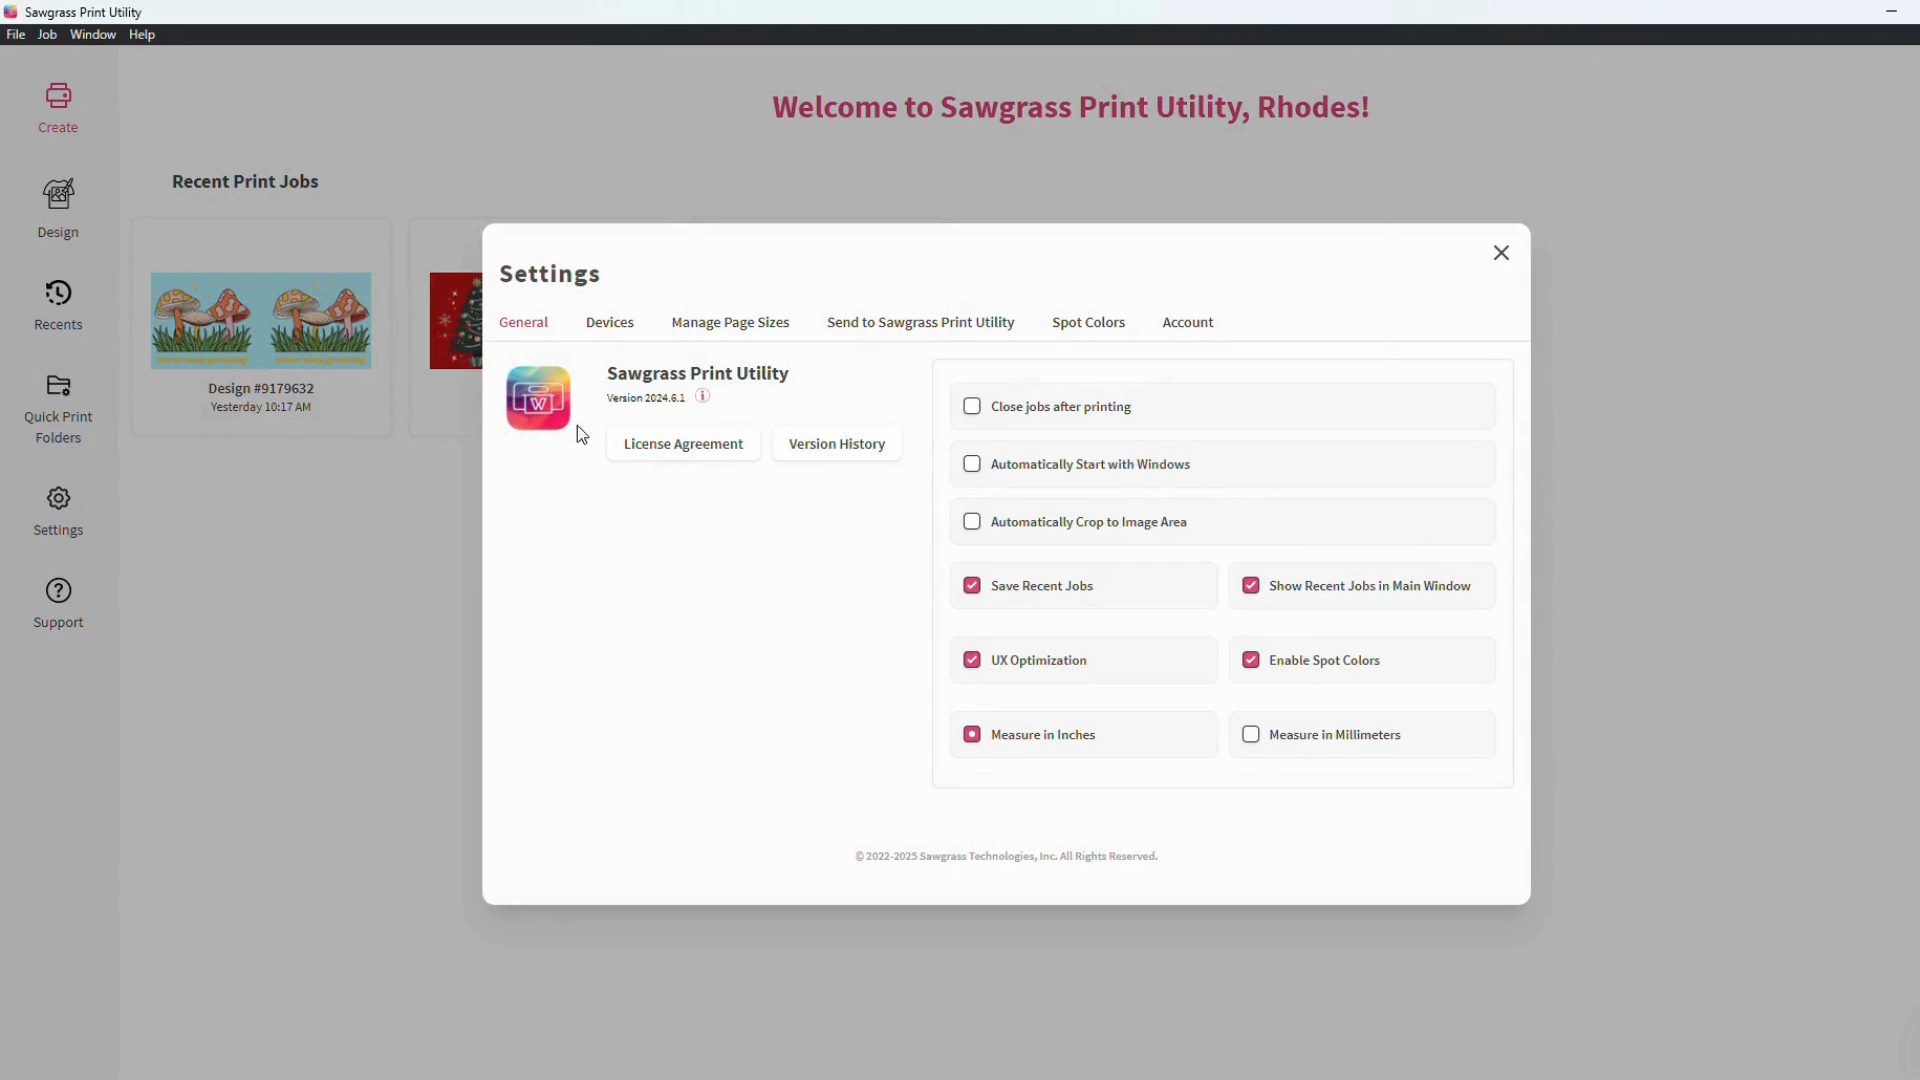 Sawgrass Print Utility
File Job Window Help
Create
Design
Recents
Quick Print
Folders
Settings
Support
Welcome to Sawgrass Print Utility, Rhodes!
Recent Print Jobs
Design #9179632
Yesterday 10:17 AM
Settings
General Devices Manage Page Sizes Send to Sawgrass Print Utility Spot Colors Account
Sawgrass Print Utility
Version 2024.6.1
License Agreement Version History
Close jobs after printing
Automatically Start with Windows
Automatically Crop to Image Area
Save Recent Jobs Show Recent Jobs in Main Window
UX Optimization Enable Spot Colors
Measure in Inches Measure in Millimeters
© 2022-2025 Sawgrass Technologies, Inc. All Rights Reserved.